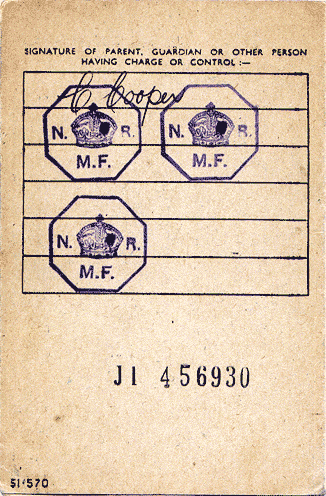 SIGNATURE OF PARENT, GUARDIAN OR OTHER PERSON
HAVING CHARGE OR CONTROL :—
C Cooper
N. R. N. R.
M.F. M.F.
N. R.
M.F.
J1 456930
51-570